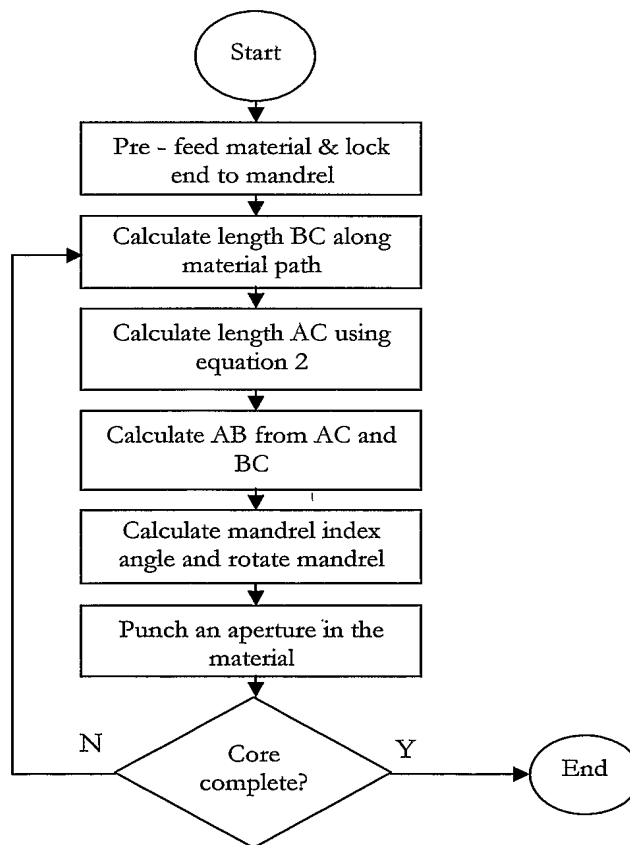 Start
Pre - feed material & lock
end to mandrel
Calculate length BC along
material path
Calculate length AC using
equation 2
Calculate AB from AC and
BC
Calculate mandrel index
angle and rotate mandrel
Punch an aperture in the
material
N
Y
Core
complete?
End